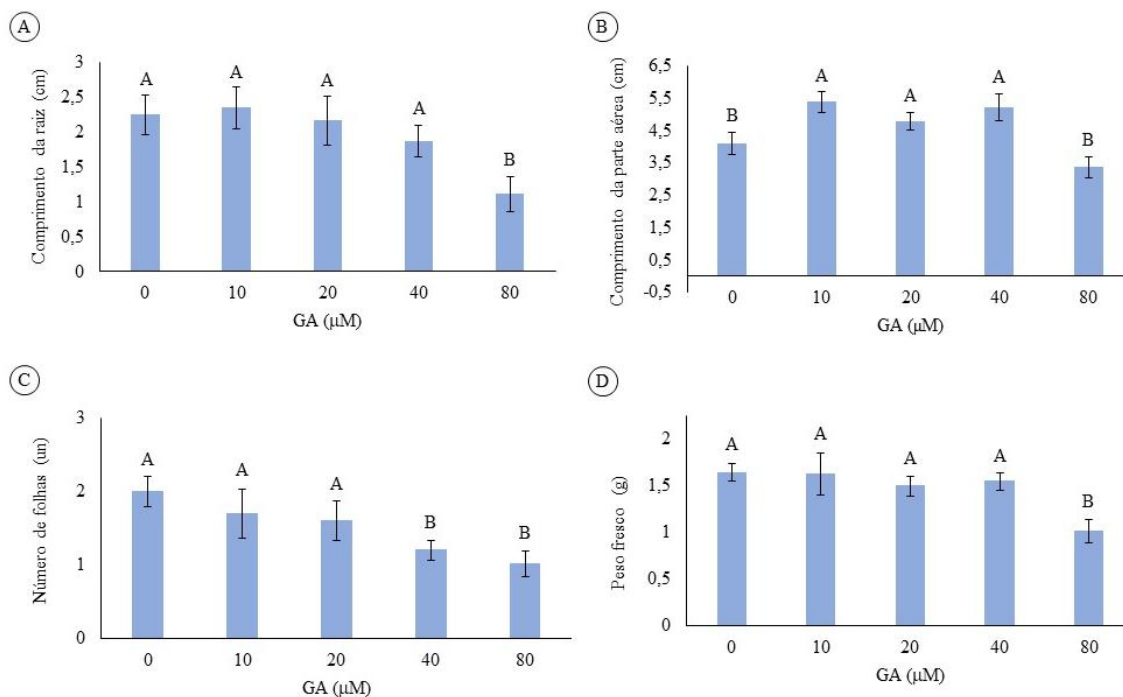 A
Comprimento da raiz (cm)
3
2,5
2
1,5
1
0,5
0
A
A
A
A
B
0 10 20 40 80
GA (μM)
B
Comprimento da parte aérea (cm)
6,5
5,5
4,5
3,5
2,5
1,5
0,5
-0,5
B
A
A
A
B
0 10 20 40 80
GA (μM)
C
Número de folhas (un)
3
2
1
0
A
A
A
B
B
0 10 20 40 80
GA (μM)
D
Peso fresco (g)
2
1,5
1
0,5
0
A
A
A
A
B
0 10 20 40 80
GA (μM)